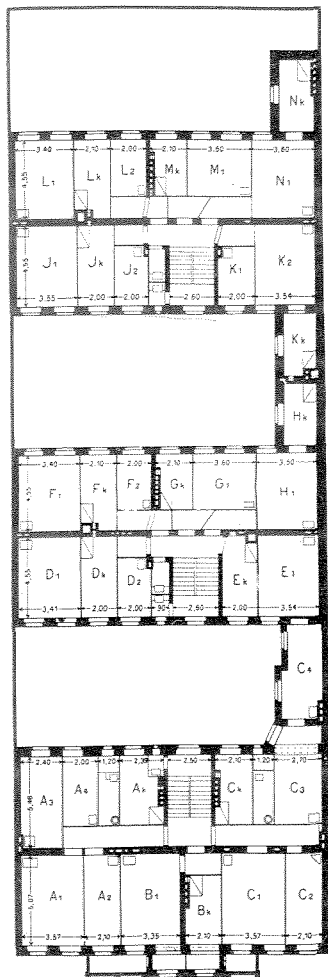 Nk
3,40 2,10 2,00 2,10 3,60 3,60
4,55 L1 Lk L2 Mk M1 N1
4,55 J1 Jk J2 K1 K2
3,55 2,00 2,00 2,60 2,00 3,54
Kk
Hk
3,40 2,10 2,00 2,10 3,60 3,50
4,55 F1 Fk F2 Gk G1 H1
4,55 D1 Dk D2 Ek E1
3,41 2,00 2,00 90 2,60 2,00 3,54
C4
2,40 2,00 1,20 2,50 2,10 1,20 2,70
5,46 A3 A4 Ak Ck C3
5,07 A1 A2 B1 Bk C1 C2
3,57 2,10 3,35 2,10 3,57 2,10